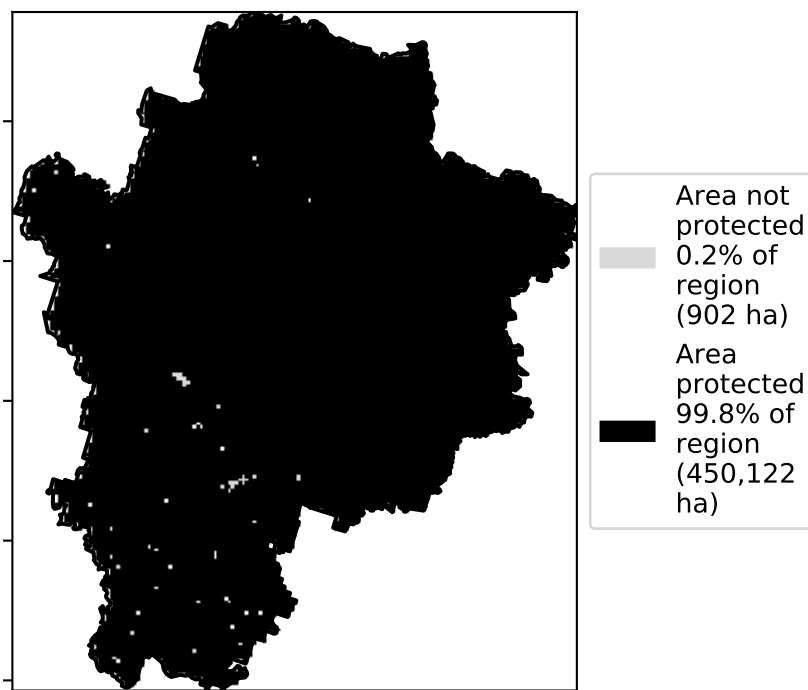 Area not
protected
0.2% of
region
(902 ha)
Area
protected
99.8% of
region
(450,122
ha)